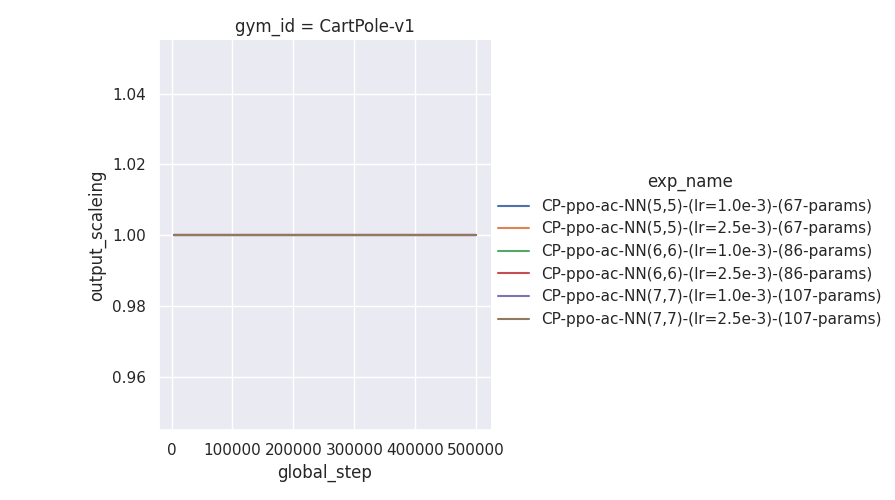 gym_id = CartPole-v1
1.04
1.02
1.00
0.98
0.96
output_scaleing
0 100000 200000 300000 400000 500000
global_step
exp_name
CP-ppo-ac-NN(5,5)-(lr=1.0e-3)-(67-params)
CP-ppo-ac-NN(5,5)-(lr=2.5e-3)-(67-params)
CP-ppo-ac-NN(6,6)-(lr=1.0e-3)-(86-params)
CP-ppo-ac-NN(6,6)-(lr=2.5e-3)-(86-params)
CP-ppo-ac-NN(7,7)-(lr=1.0e-3)-(107-params)
CP-ppo-ac-NN(7,7)-(lr=2.5e-3)-(107-params)